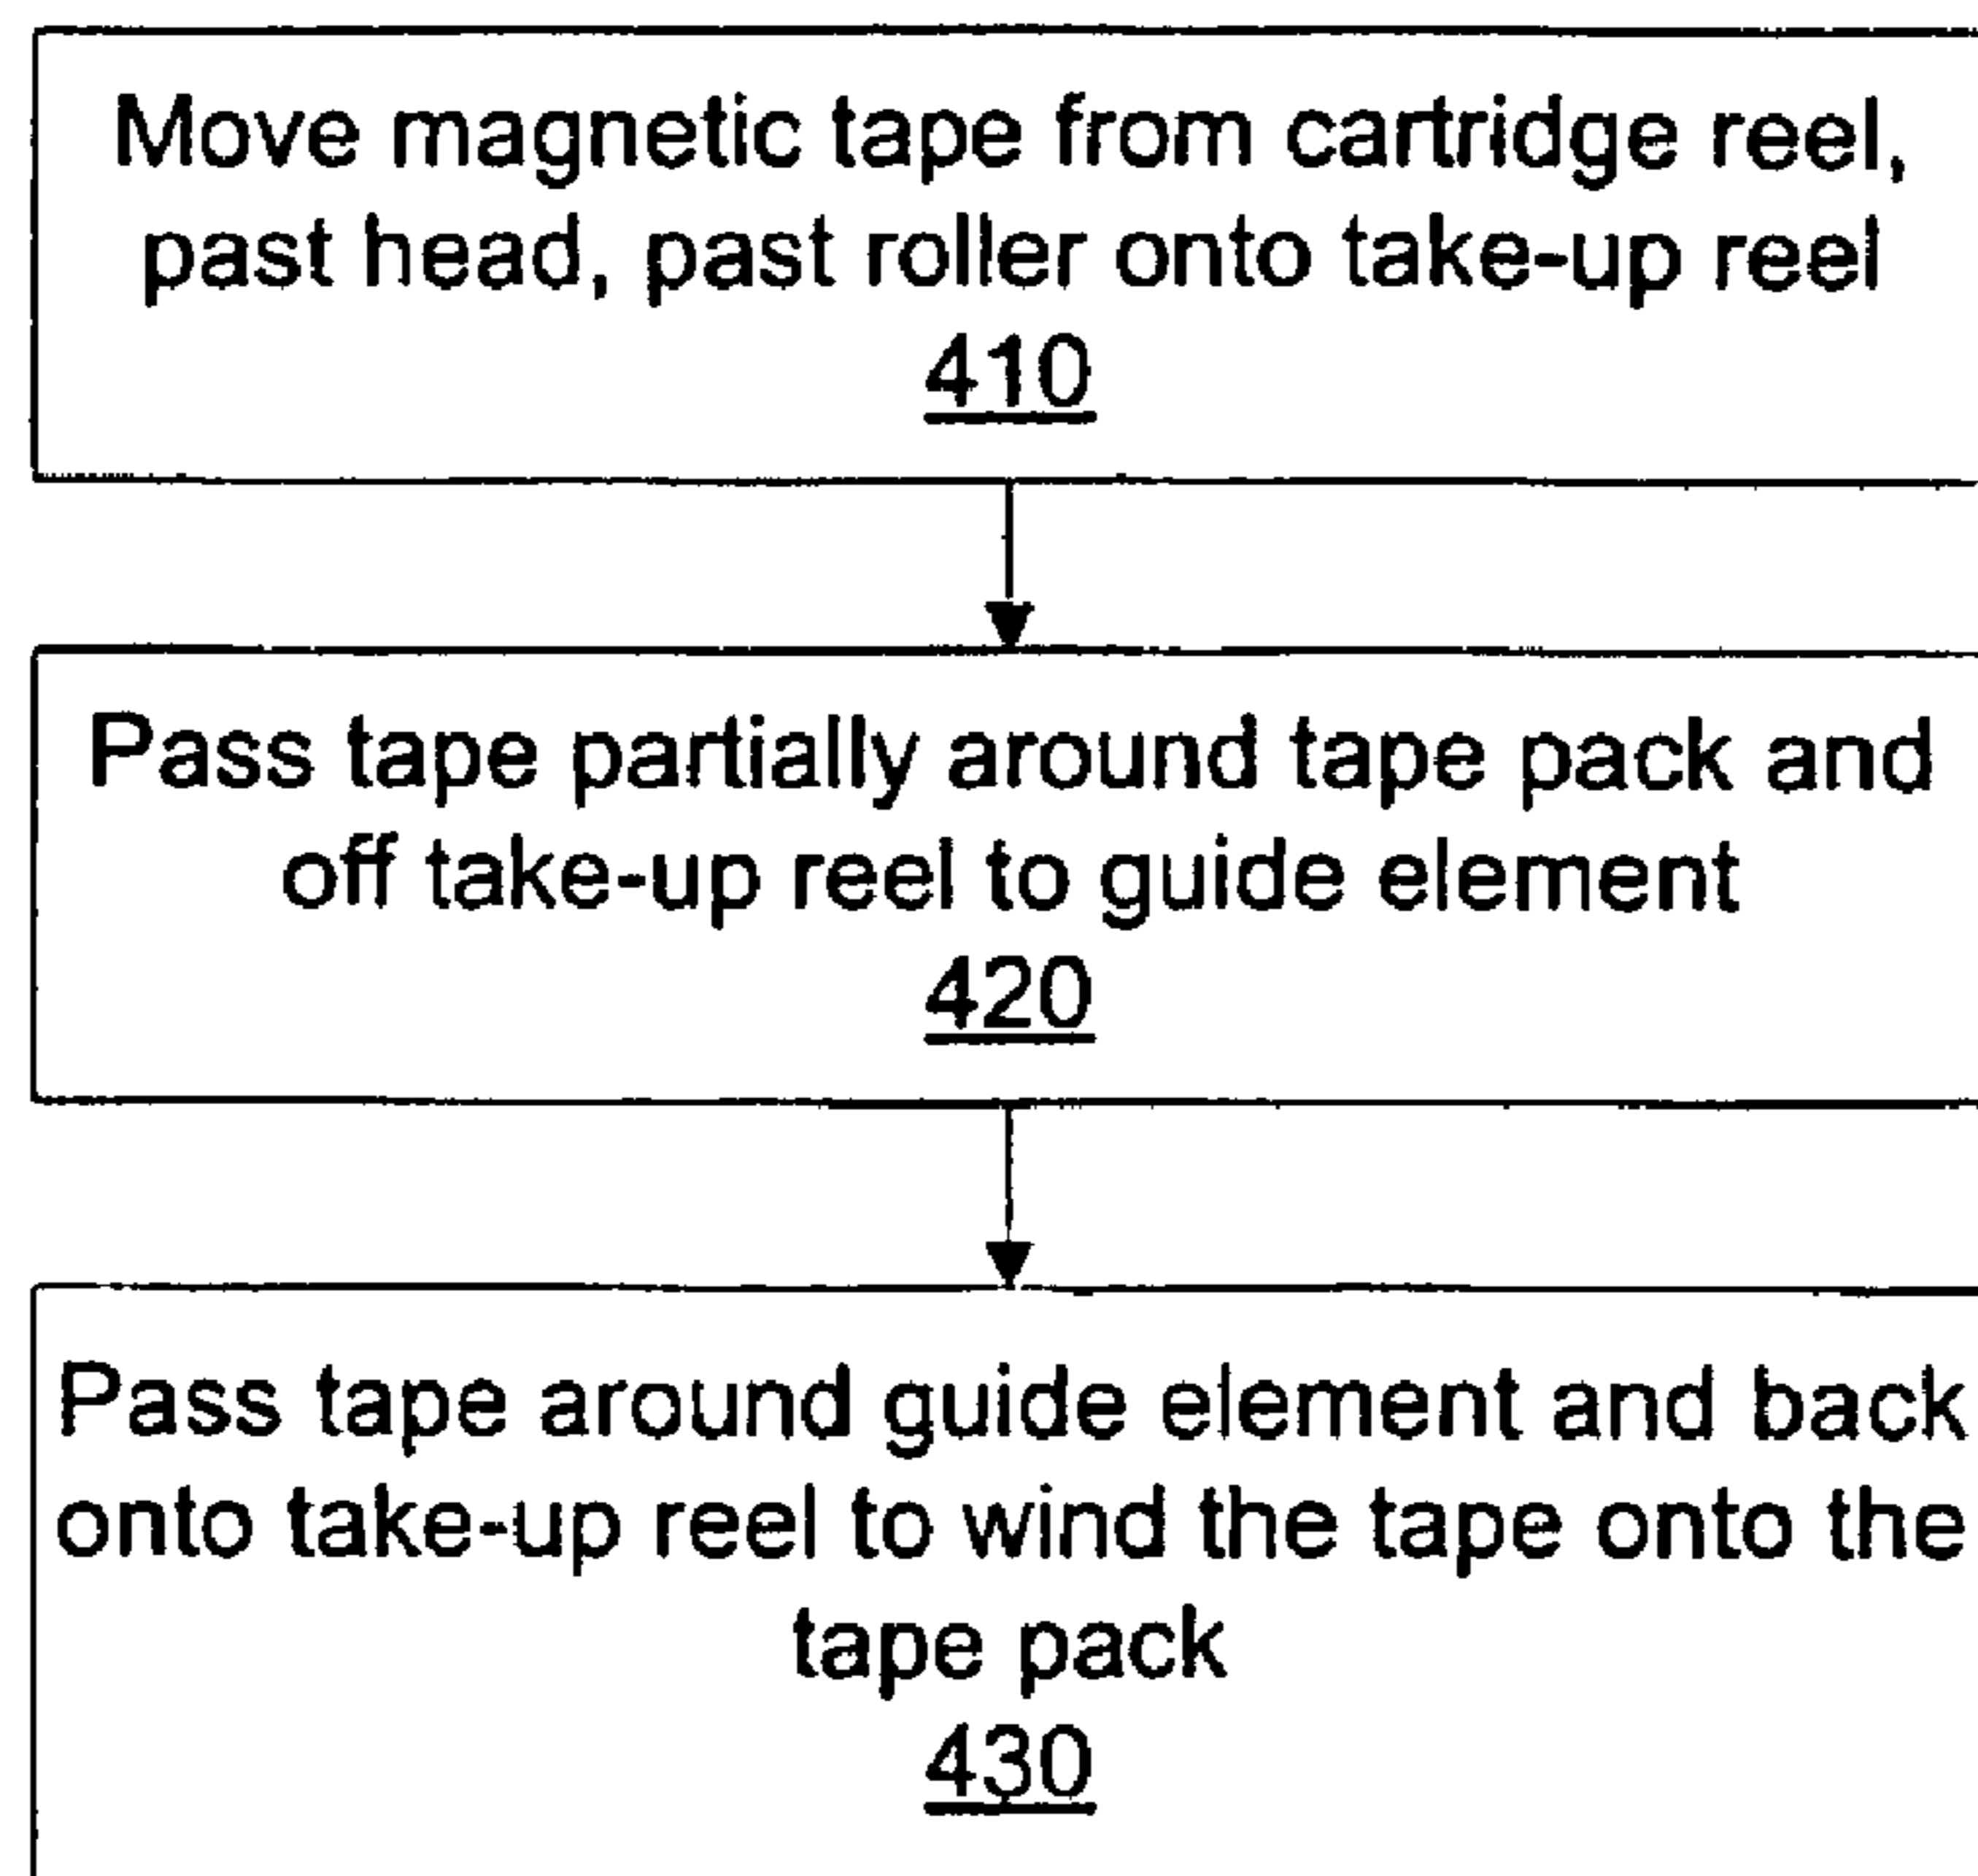 Move magnetic tape from cartridge reel,
past head, past roller onto take-up reel
410
Pass tape partially around tape pack and
off take-up reel to guide element
420
Pass tape around guide element and back
onto take-up reel to wind the tape onto the
tape pack
430